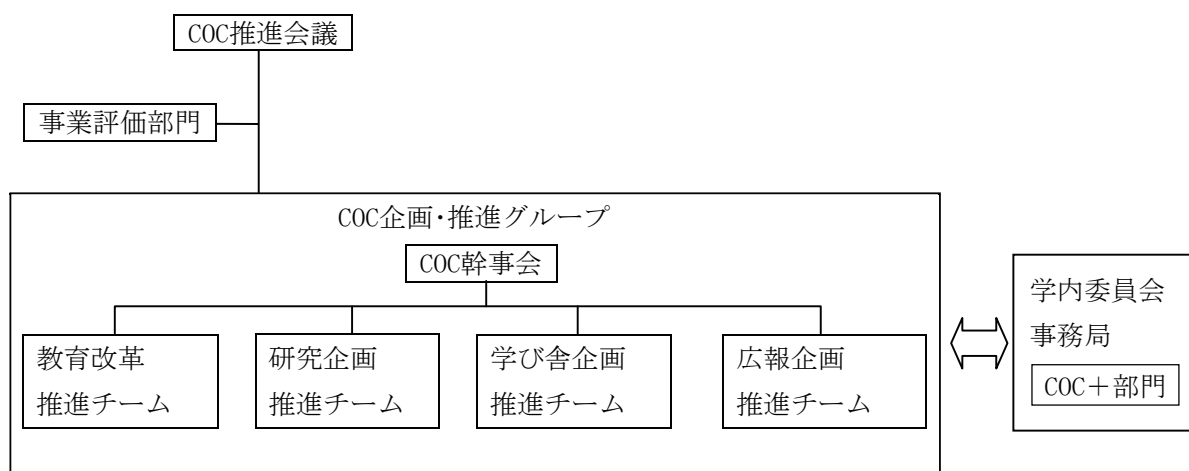 COC推進会議
事業評価部門
COC企画・推進グループ
COC幹事会
教育改革
推進チーム
研究企画
推進チーム
学び舎企画
推進チーム
広報企画
推進チーム
学内委員会
事務局
COC＋部門